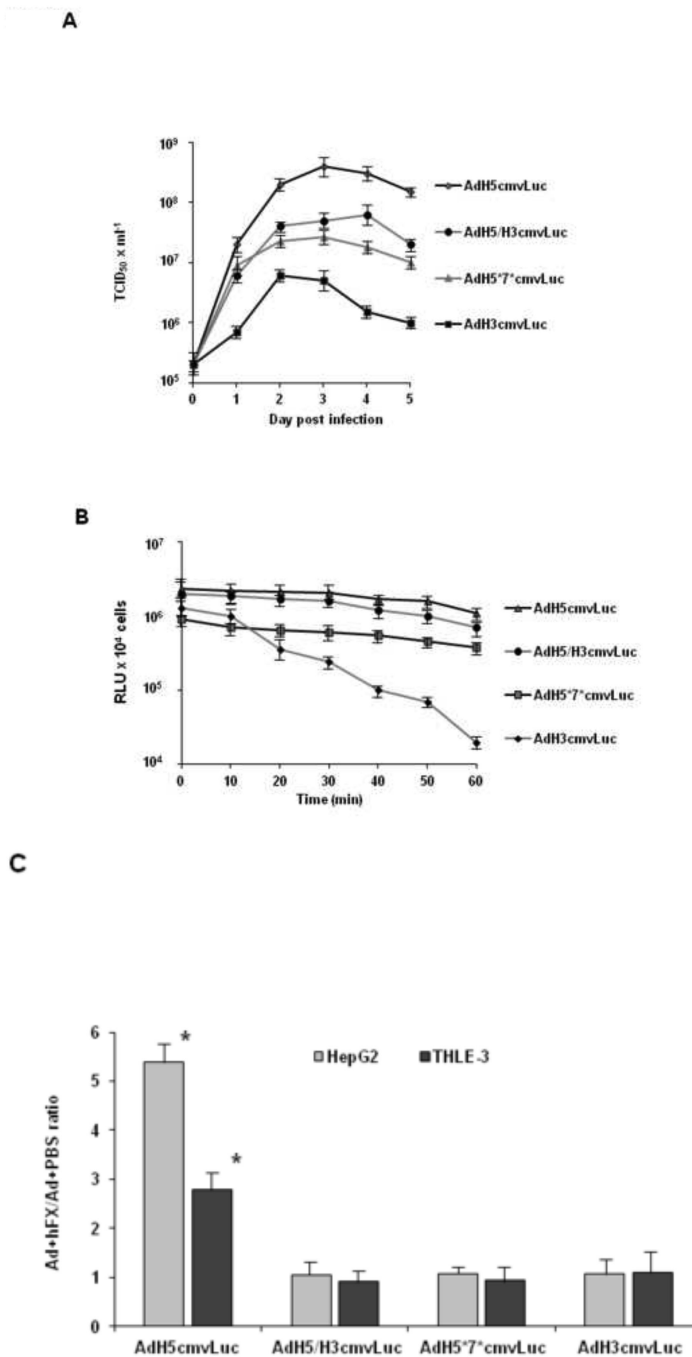 A
10⁹
10⁸
10⁷
10⁶
10⁵
TCID₅₀ x ml⁻¹
0 1 2 3 4 5
Day post infection
AdH5cmvLuc
AdH5/H3cmvLuc
AdH5*7*cmvLuc
AdH3cmvLuc
B
10⁷
10⁶
10⁵
10⁴
RLU x 10⁴ cells
0 10 20 30 40 50 60
Time (min)
AdH5cmvLuc
AdH5/H3cmvLuc
AdH5*7*cmvLuc
AdH3cmvLuc
C
6
5
4
3
2
1
0
Ad+hFX/Ad+PBS ratio
* *
HepG2 THLE-3
AdH5cmvLuc AdH5/H3cmvLuc AdH5*7*cmvLuc AdH3cmvLuc